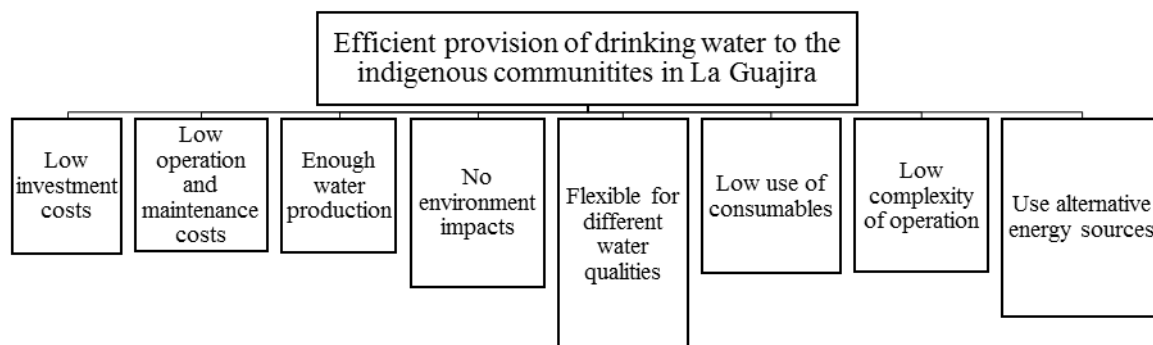 Efficient provision of drinking water to the
indigenous communitites in La Guajira
Low
investment
costs
Low
operation
and
maintenance
costs
Enough
water
production
No
environment
impacts
Flexible for
different
water
qualities
Low use of
consumables
Low
complexity
of operation
Use alternative
energy sources